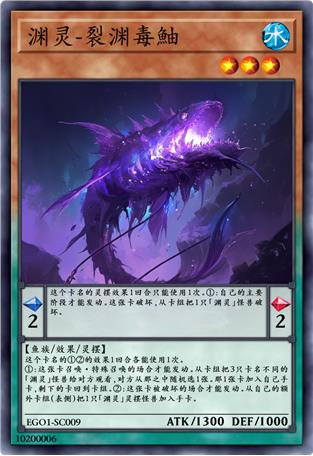 渊灵-裂渊毒鲉
水
这个卡名的灵摆效果1回合只能使用1次。①:自己的主要
阶段才能发动。这张卡破坏,从卡组把1只「渊灵」怪兽破
坏。
2
2
【鱼族/效果/灵摆】
这个卡名的①②的效果1回合各能使用1次。
①:这张卡召唤·特殊召唤的场合才能发动。从卡组把3只卡名不同的
「渊灵」怪兽给对方观看,对方从那之中随机选1张。那1张卡加入自己手
卡,剩下的卡回到卡组。②:这张卡被破坏的场合才能发动。从自己的额
外卡组(表侧)把1只「渊灵」灵摆怪兽加入手卡。
EGO1-SC009
ATK/1300
DEF/1000
10200006